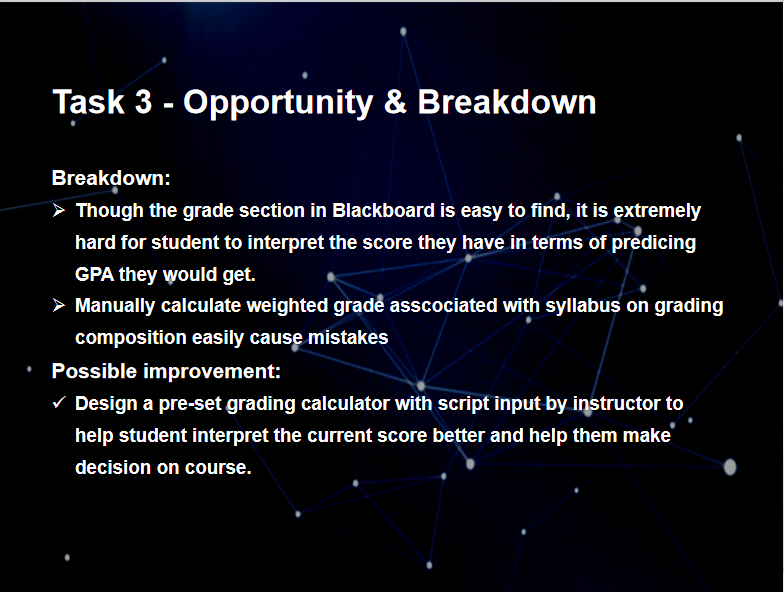 Task 3 - Opportunity & Breakdown
Breakdown:
➢ Though the grade section in Blackboard is easy to find, it is extremely
hard for student to interpret the score they have in terms of predicing
GPA they would get.
➢ Manually calculate weighted grade asscociated with syllabus on grading
composition easily cause mistakes
Possible improvement:
✓ Design a pre-set grading calculator with script input by instructor to
help student interpret the current score better and help them make
decision on course.